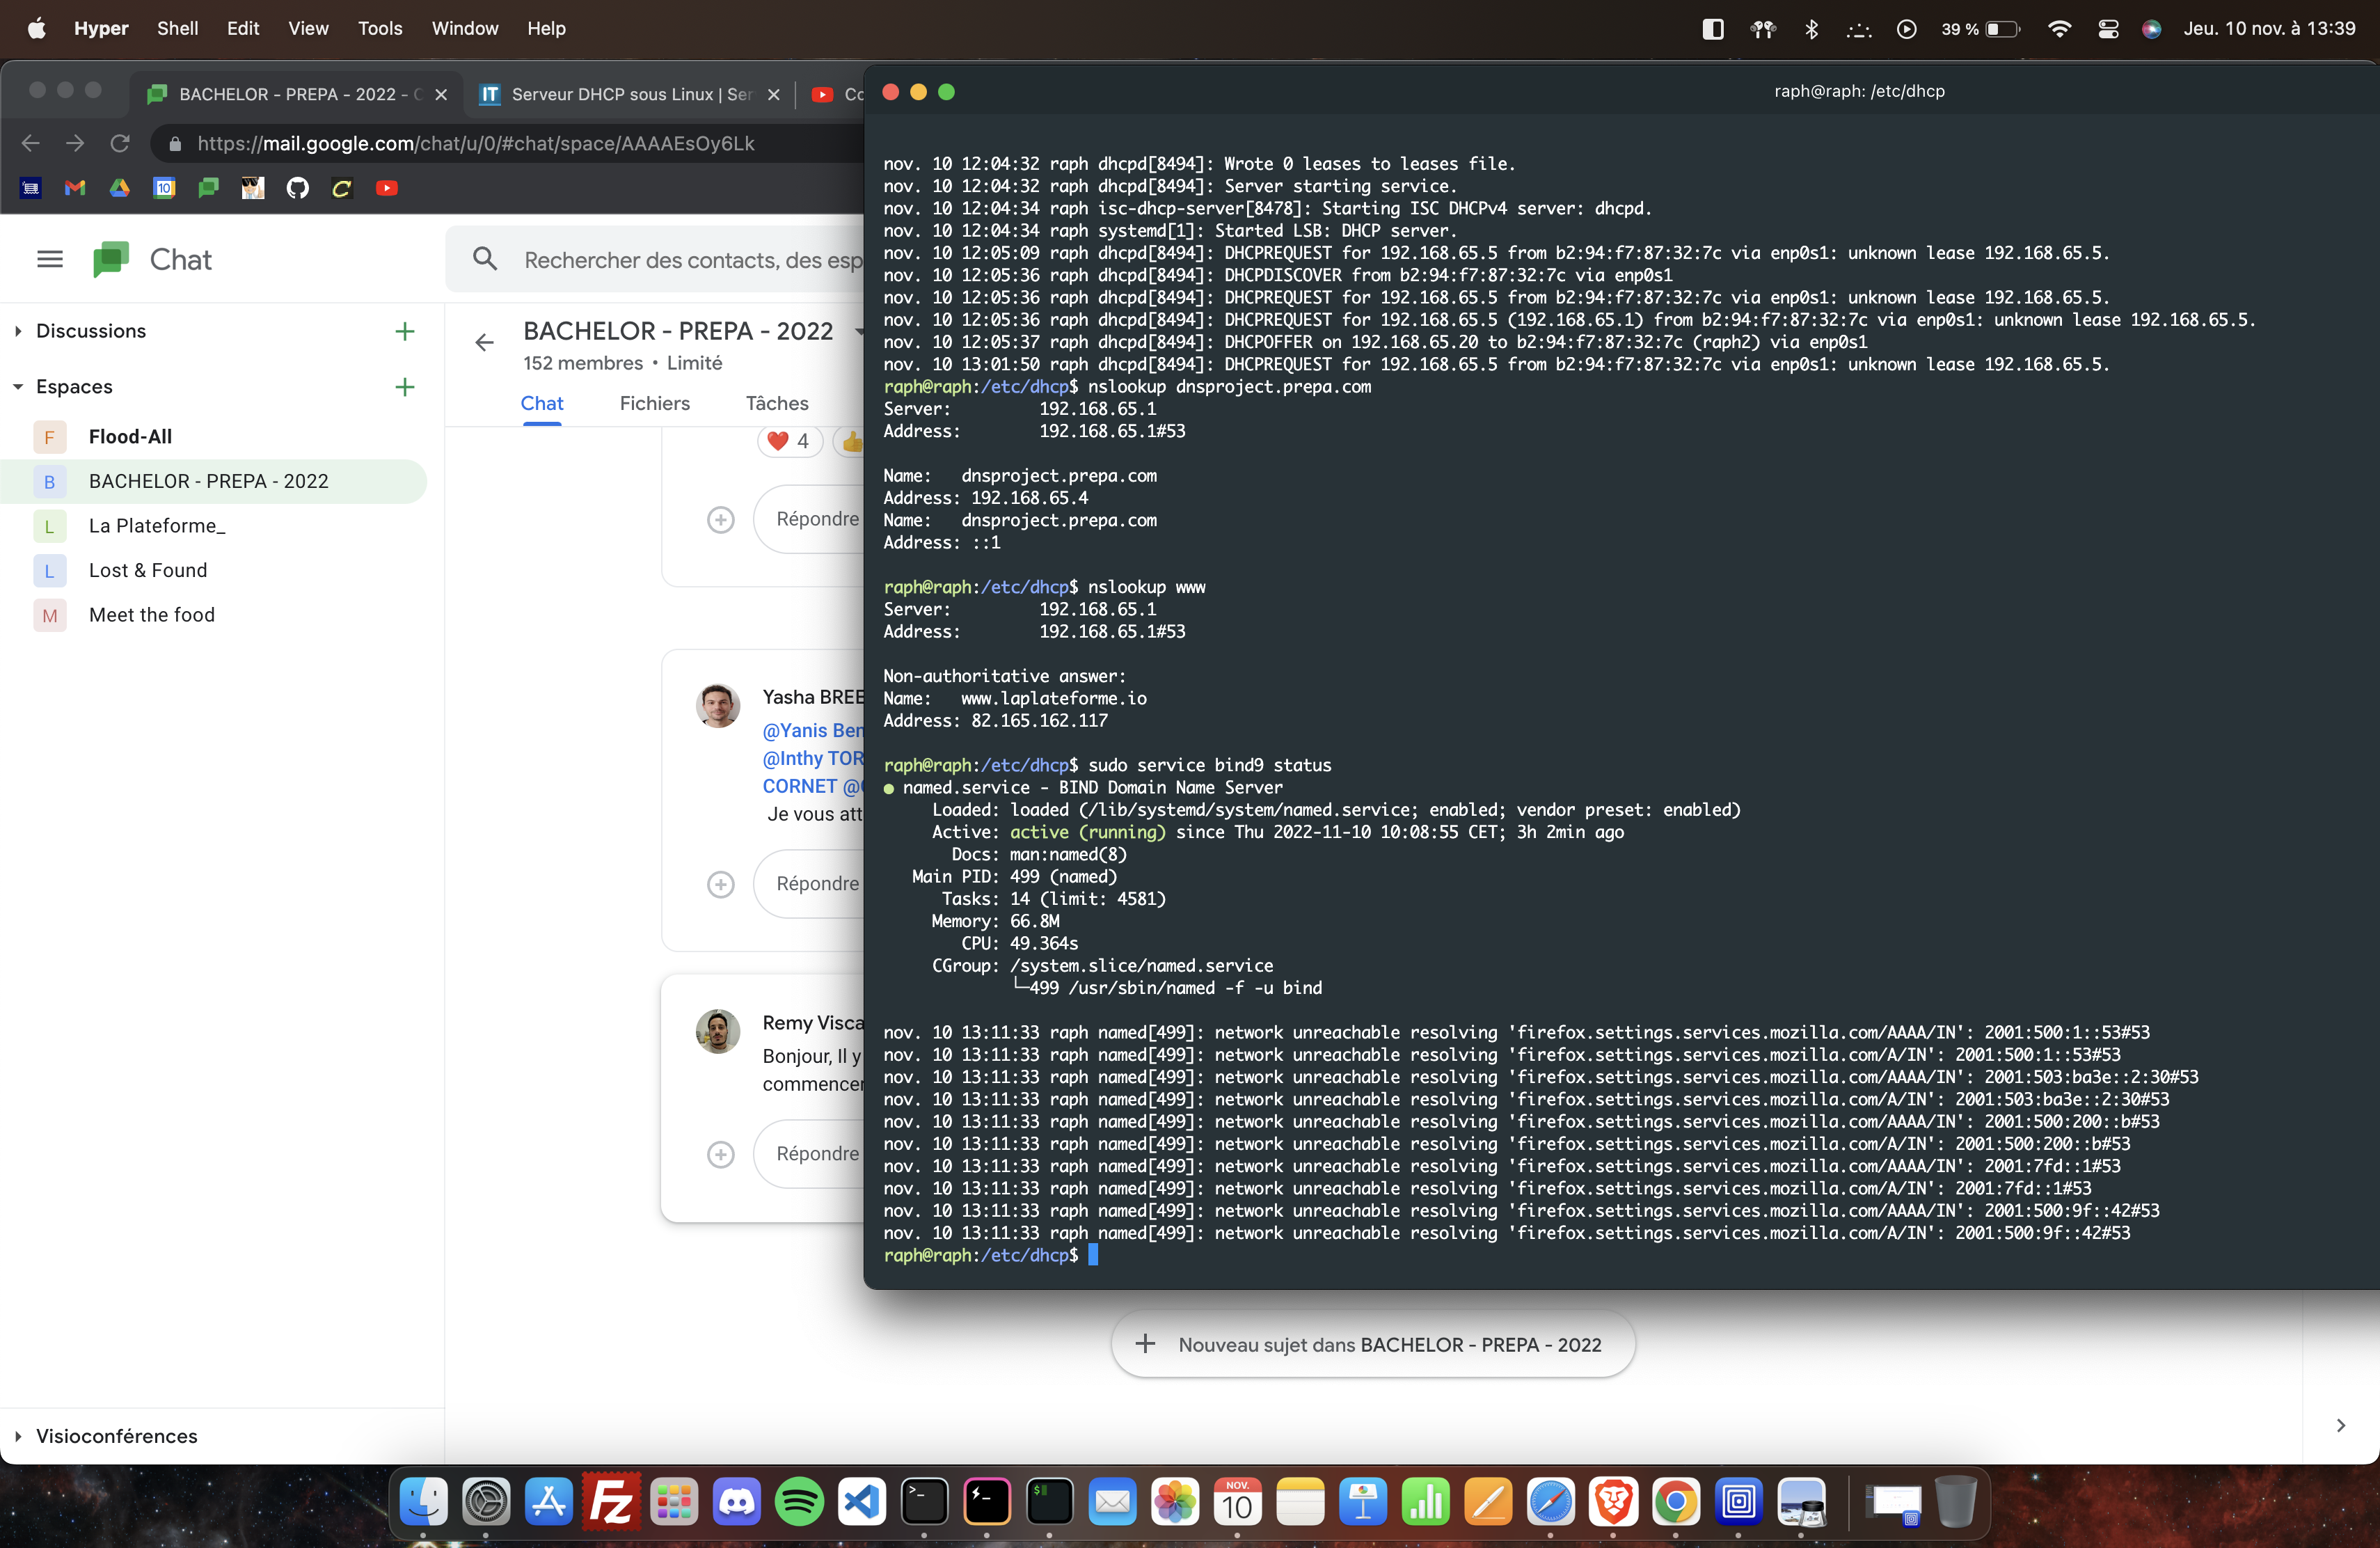 Hyper Shell Edit View Tools Window Help 39 % Jeu. 10 nov. à 13:39
BACHELOR - PREPA - 2022 -
IT Serveur DHCP sous Linux |
https://mail.google.com/chat/u/0/#chat/space/AAAAEsOy6Lk
10
Chat
Rechercher des contacts, des esp
Discussions
Espaces
F Flood-All
B BACHELOR - PREPA - 2022
L La Plateforme_
L Lost & Found
M Meet the food
Visioconférences
BACHELOR - PREPA - 2022
152 membres • Limité
Chat Fichiers Tâches
4
Répondre
Yasha BREE
@Yanis Ben
@Inthy TOR
CORNET @
Je vous att
Répondre
Remy Visca
Bonjour, Il y
commencer
Répondre
Nouveau sujet dans BACHELOR - PREPA - 2022
raph@raph: /etc/dhcp
nov. 10 12:04:32 raph dhcpd[8494]: Wrote 0 leases to leases file.
nov. 10 12:04:32 raph dhcpd[8494]: Server starting service.
nov. 10 12:04:34 raph isc-dhcp-server[8478]: Starting ISC DHCPv4 server: dhcpd.
nov. 10 12:04:34 raph systemd[1]: Started LSB: DHCP server.
nov. 10 12:05:09 raph dhcpd[8494]: DHCPREQUEST for 192.168.65.5 from b2:94:f7:87:32:7c via enp0s1: unknown lease 192.168.65.5.
nov. 10 12:05:36 raph dhcpd[8494]: DHCPDISCOVER from b2:94:f7:87:32:7c via enp0s1
nov. 10 12:05:36 raph dhcpd[8494]: DHCPREQUEST for 192.168.65.5 from b2:94:f7:87:32:7c via enp0s1: unknown lease 192.168.65.5.
nov. 10 12:05:36 raph dhcpd[8494]: DHCPREQUEST for 192.168.65.5 (192.168.65.1) from b2:94:f7:87:32:7c via enp0s1: unknown lease 192.168.65.5.
nov. 10 12:05:37 raph dhcpd[8494]: DHCPOFFER on 192.168.65.20 to b2:94:f7:87:32:7c (raph2) via enp0s1
nov. 10 13:01:50 raph dhcpd[8494]: DHCPREQUEST for 192.168.65.5 from b2:94:f7:87:32:7c via enp0s1: unknown lease 192.168.65.5.
raph@raph:/etc/dhcp$ nslookup dnsproject.prepa.com
Server: 192.168.65.1
Address: 192.168.65.1#53
Name: dnsproject.prepa.com
Address: 192.168.65.4
Name: dnsproject.prepa.com
Address: ::1
raph@raph:/etc/dhcp$ nslookup www
Server: 192.168.65.1
Address: 192.168.65.1#53
Non-authoritative answer:
Name: www.laplateforme.io
Address: 82.165.162.117
raph@raph:/etc/dhcp$ sudo service bind9 status
● named.service - BIND Domain Name Server
Loaded: loaded (/lib/systemd/system/named.service; enabled; vendor preset: enabled)
Active: active (running) since Thu 2022-11-10 10:08:55 CET; 3h 2min ago
Docs: man:named(8)
Main PID: 499 (named)
Tasks: 14 (limit: 4581)
Memory: 66.8M
CPU: 49.364s
CGroup: /system.slice/named.service
└─499 /usr/sbin/named -f -u bind
nov. 10 13:11:33 raph named[499]: network unreachable resolving 'firefox.settings.services.mozilla.com/AAAA/IN': 2001:500:1::53#53
nov. 10 13:11:33 raph named[499]: network unreachable resolving 'firefox.settings.services.mozilla.com/A/IN': 2001:500:1::53#53
nov. 10 13:11:33 raph named[499]: network unreachable resolving 'firefox.settings.services.mozilla.com/AAAA/IN': 2001:503:ba3e::2:30#53
nov. 10 13:11:33 raph named[499]: network unreachable resolving 'firefox.settings.services.mozilla.com/A/IN': 2001:503:ba3e::2:30#53
nov. 10 13:11:33 raph named[499]: network unreachable resolving 'firefox.settings.services.mozilla.com/AAAA/IN': 2001:500:200::b#53
nov. 10 13:11:33 raph named[499]: network unreachable resolving 'firefox.settings.services.mozilla.com/A/IN': 2001:500:200::b#53
nov. 10 13:11:33 raph named[499]: network unreachable resolving 'firefox.settings.services.mozilla.com/AAAA/IN': 2001:7fd::1#53
nov. 10 13:11:33 raph named[499]: network unreachable resolving 'firefox.settings.services.mozilla.com/A/IN': 2001:7fd::1#53
nov. 10 13:11:33 raph named[499]: network unreachable resolving 'firefox.settings.services.mozilla.com/AAAA/IN': 2001:500:9f::42#53
nov. 10 13:11:33 raph named[499]: network unreachable resolving 'firefox.settings.services.mozilla.com/A/IN': 2001:500:9f::42#53
raph@raph:/etc/dhcp$
Fz
NOV.
10